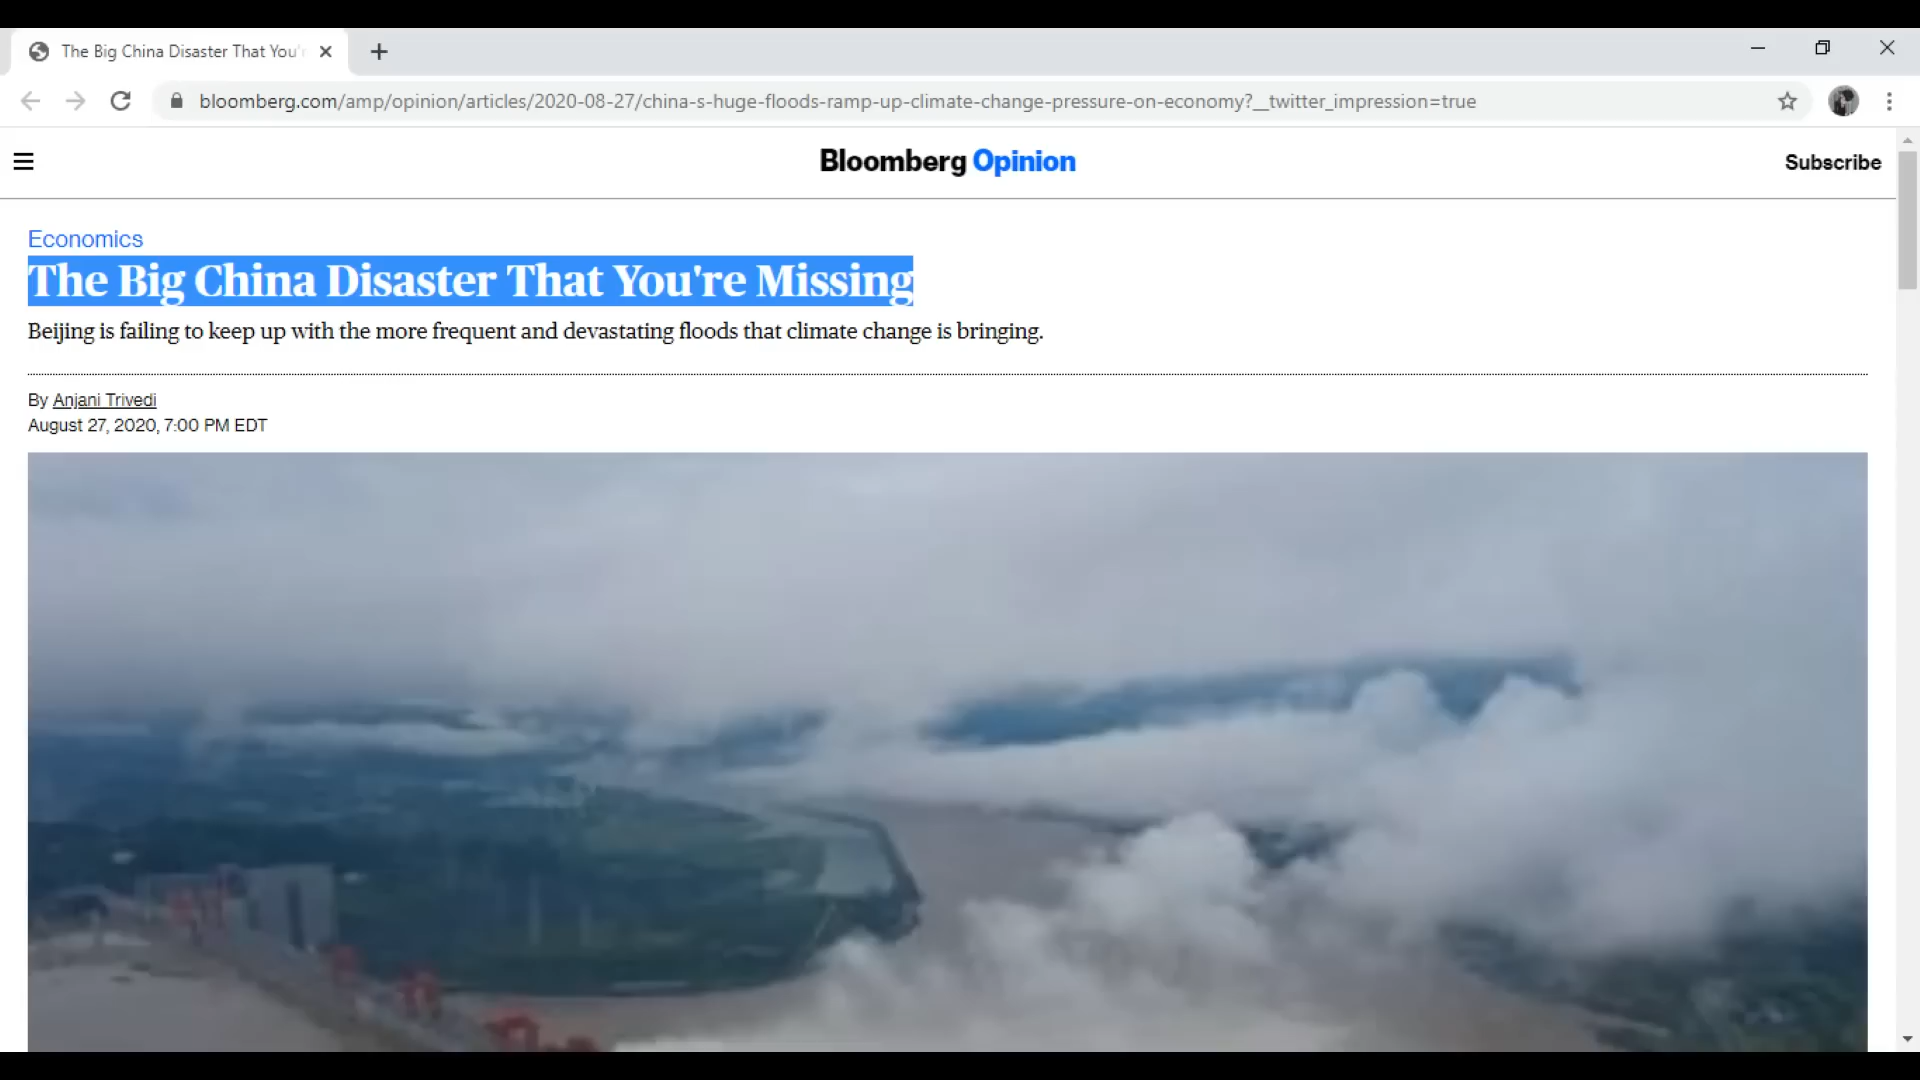 The Big China Disaster That You'r
bloomberg.com/amp/opinion/articles/2020-08-27/china-s-huge-floods-ramp-up-climate-change-pressure-on-economy?__twitter_impression=true
Bloomberg Opinion
Subscribe
Economics
The Big China Disaster That You're Missing
Beijing is failing to keep up with the more frequent and devastating floods that climate change is bringing.
By Anjani Trivedi
August 27, 2020, 7:00 PM EDT